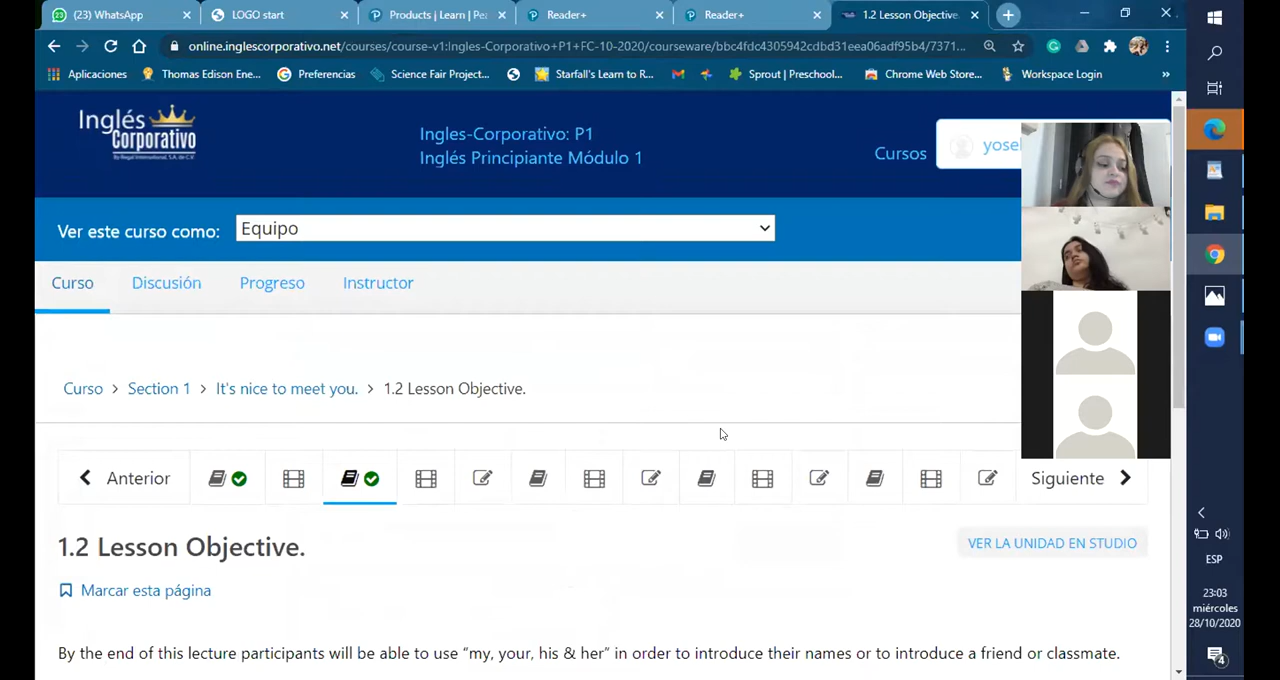 (23) WhatsApp
LOGO start
Products | Learn | Pe
Reader+
Reader+
1.2 Lesson Objective.
online.inglescorporativo.net/courses/course-v1:Ingles-Corporativo+P1+FC-10-2020/courseware/bbc4fdc4305942cdbd31eea06adf95b4/7371...
Aplicaciones
Thomas Edison Ene...
Preferencias
Science Fair Project...
Starfall's Learn to R...
Sprout | Preschool...
Chrome Web Store...
Workspace Login
»
Inglés
Corporativo
By Regal International, S.A. de C.V.
Ingles-Corporativo: P1
Inglés Principiante Módulo 1
Cursos
yosel
Ver este curso como:
Equipo
Curso
Discusión
Progreso
Instructor
Curso > Section 1 > It's nice to meet you. > 1.2 Lesson Objective.
Anterior
Siguiente
1.2 Lesson Objective.
VER LA UNIDAD EN STUDIO
Marcar esta página
By the end of this lecture participants will be able to use “my, your, his & her” in order to introduce their names or to introduce a friend or classmate.
ESP
23:03
miércoles
28/10/2020
4